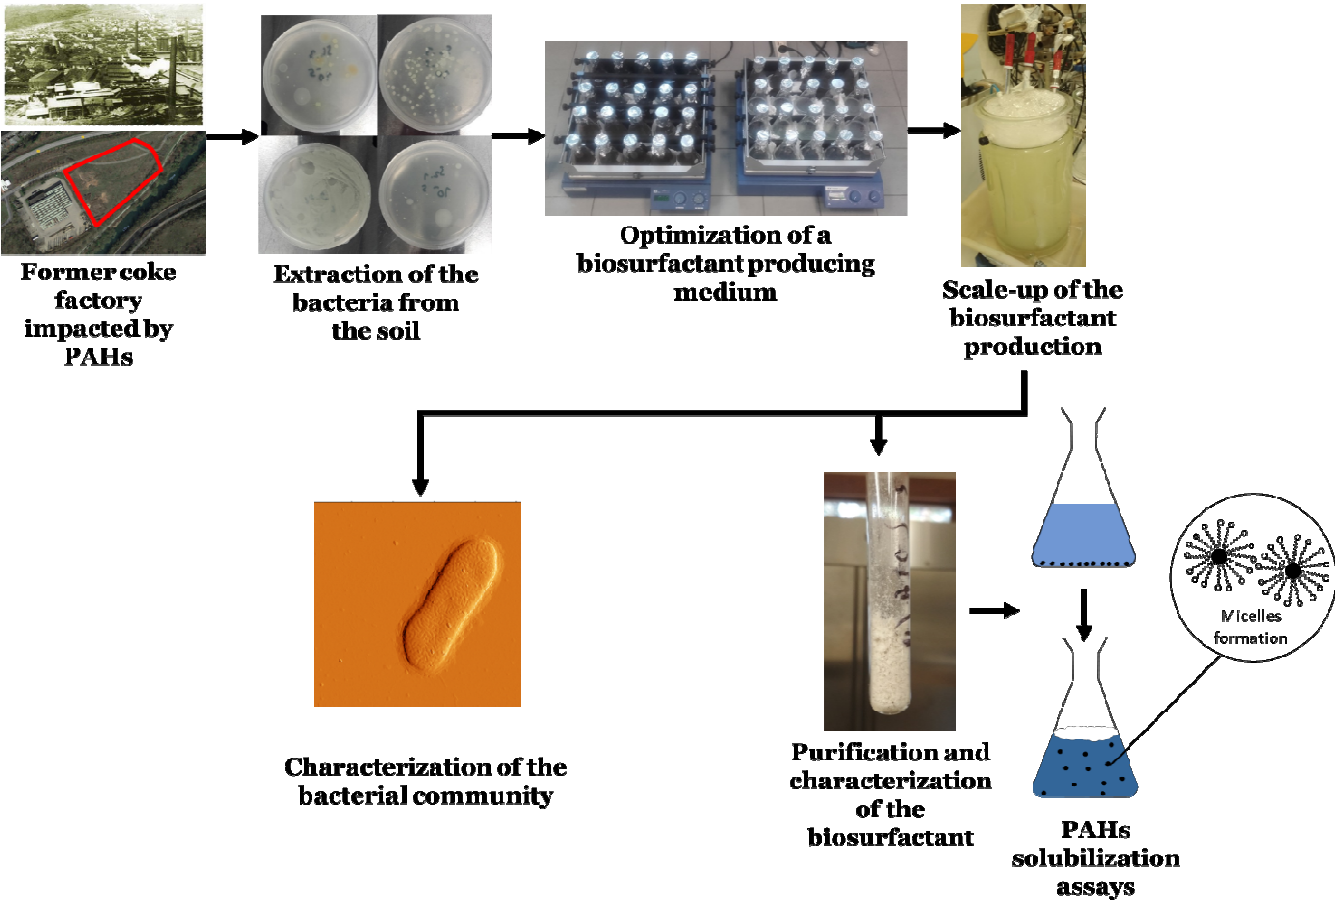 Former coke
factory
impacted by
PAHs
Extraction of the
bacteria from
the soil
Optimization of a
biosurfactant producing
medium
Scale-up of the
biosurfactant
production
Characterization of the
bacterial community
Purification and
characterization
of the
biosurfactant
Micelles
formation
PAHs
solubilization
assays